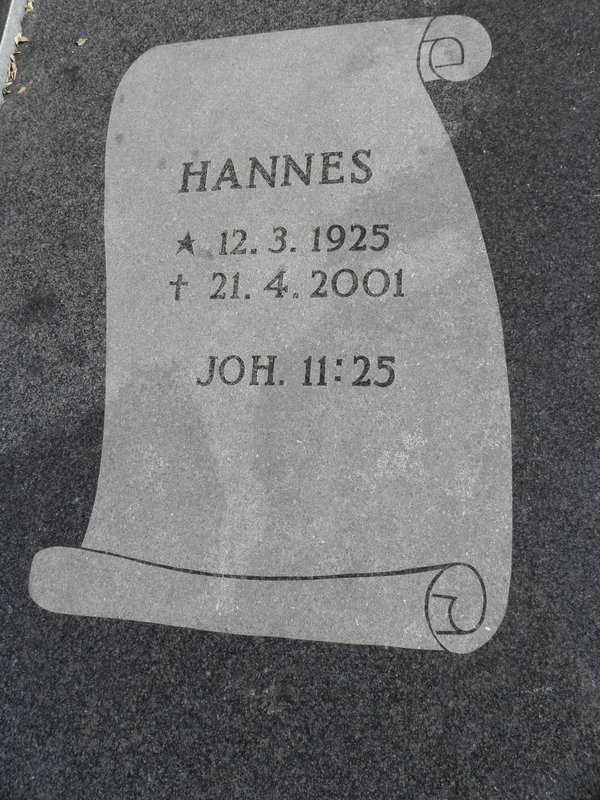 HANNES
★ 12. 3. 1925
† 21. 4. 2001
JOH. 11:25